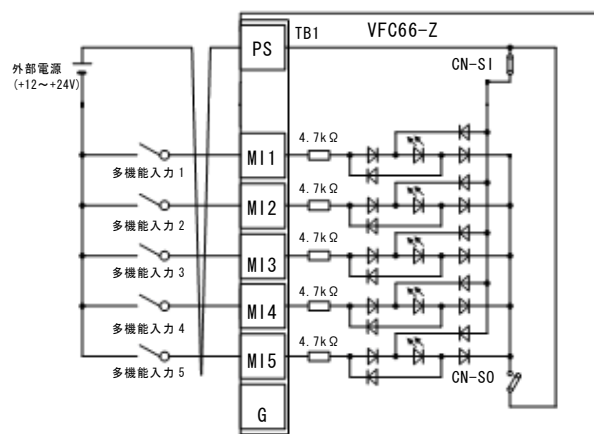 TB1
VFC66-Z
PS
CN-SI
外部電源
(+12～+24V)
4.7kΩ
MI1
多機能入力1
4.7kΩ
MI2
多機能入力2
4.7kΩ
MI3
多機能入力3
4.7kΩ
MI4
多機能入力4
4.7kΩ
MI5
多機能入力5
CN-SO
G